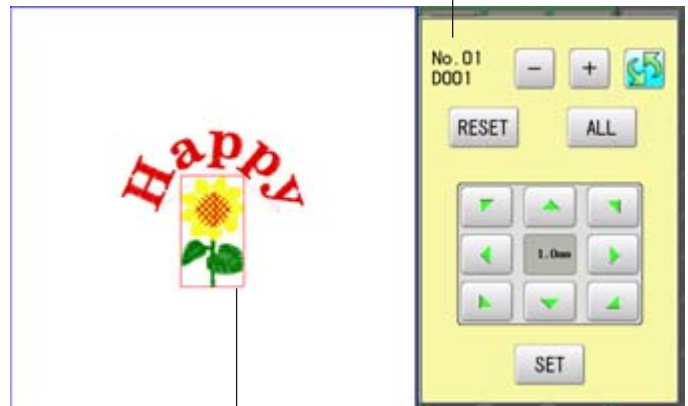 Happy
No.01
D001
-
+
RESET
ALL
1.0mm
SET